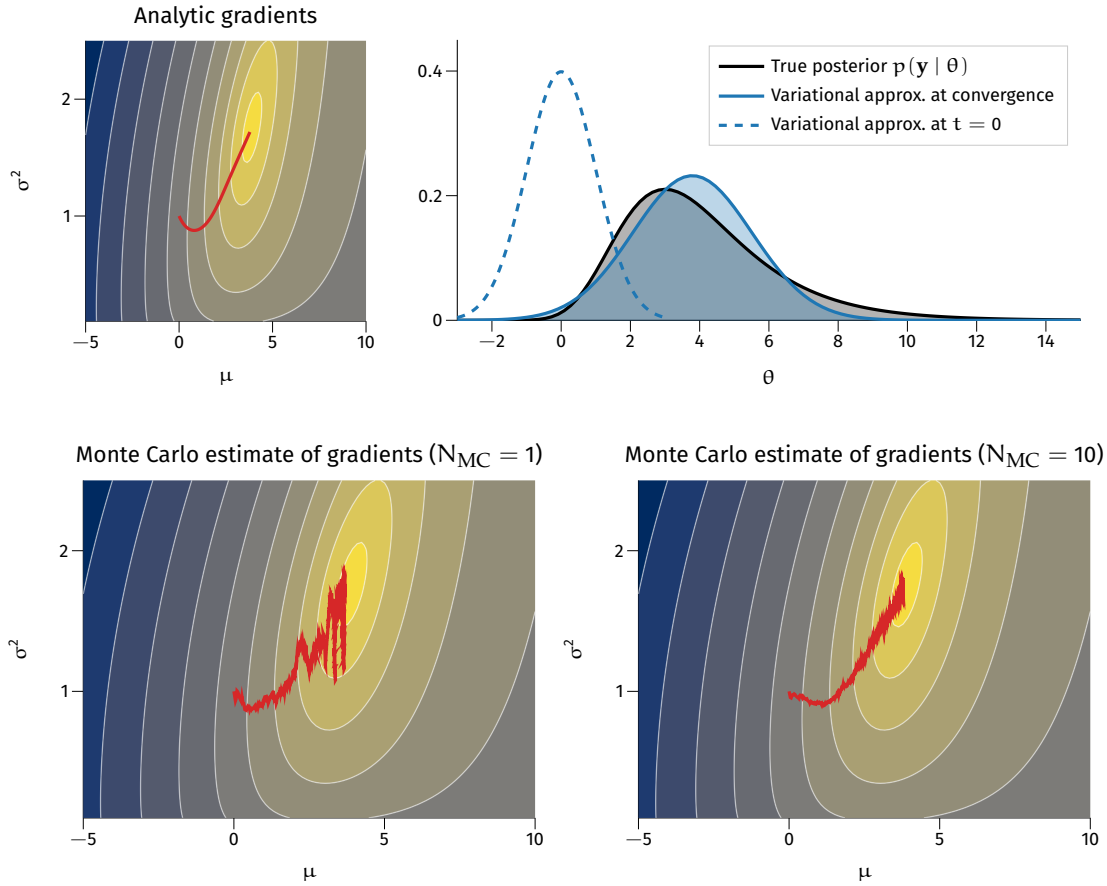 Analytic gradients
2
1
σ²
−5
0
5
10
μ
0.4
0.2
0
True posterior p(y | θ)
Variational approx. at convergence
Variational approx. at t = 0
−2
0
2
4
6
8
10
12
14
θ
Monte Carlo estimate of gradients (N_MC = 1)
2
1
σ²
−5
0
5
10
μ
Monte Carlo estimate of gradients (N_MC = 10)
2
1
σ²
−5
0
5
10
μ